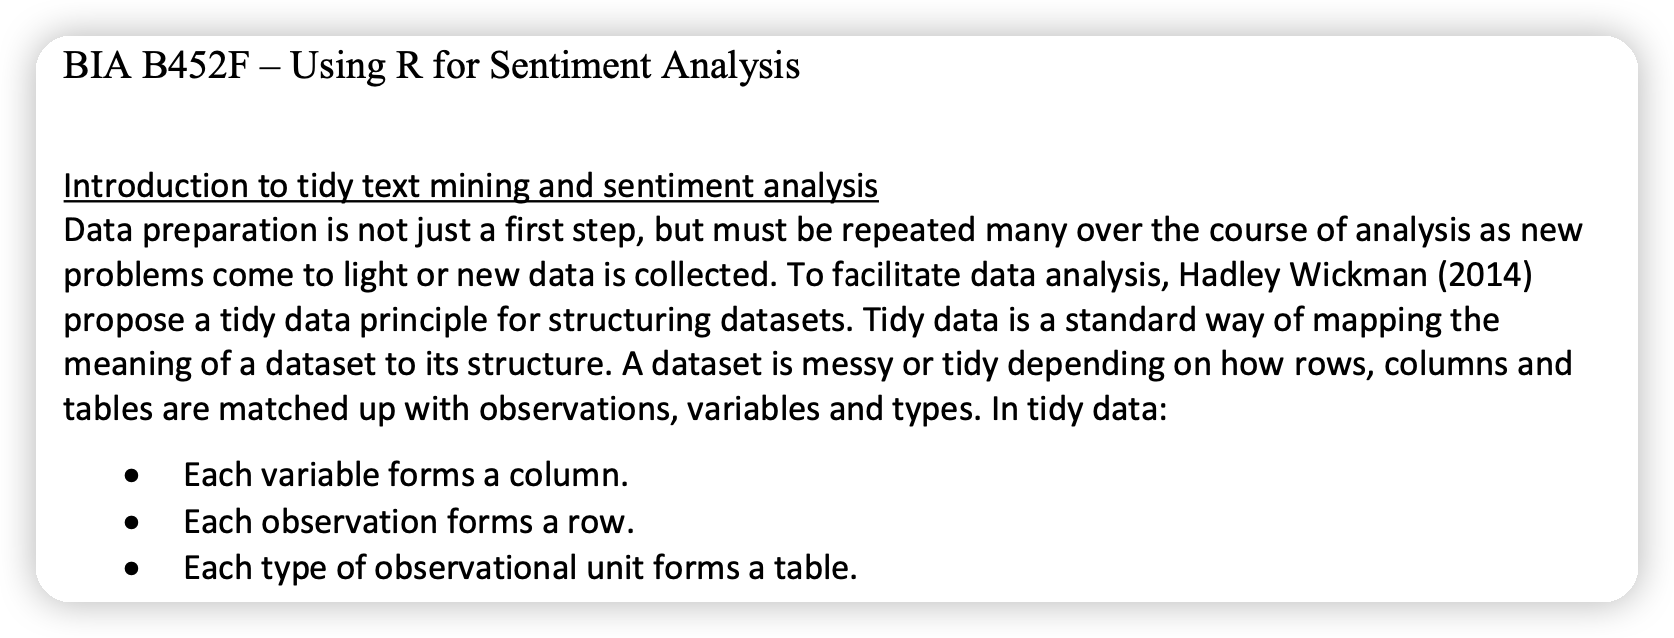 BIA B452F – Using R for Sentiment Analysis
Introduction to tidy text mining and sentiment analysis
Data preparation is not just a first step, but must be repeated many over the course of analysis as new
problems come to light or new data is collected. To facilitate data analysis, Hadley Wickman (2014)
propose a tidy data principle for structuring datasets. Tidy data is a standard way of mapping the
meaning of a dataset to its structure. A dataset is messy or tidy depending on how rows, columns and
tables are matched up with observations, variables and types. In tidy data:
• Each variable forms a column.
• Each observation forms a row.
• Each type of observational unit forms a table.